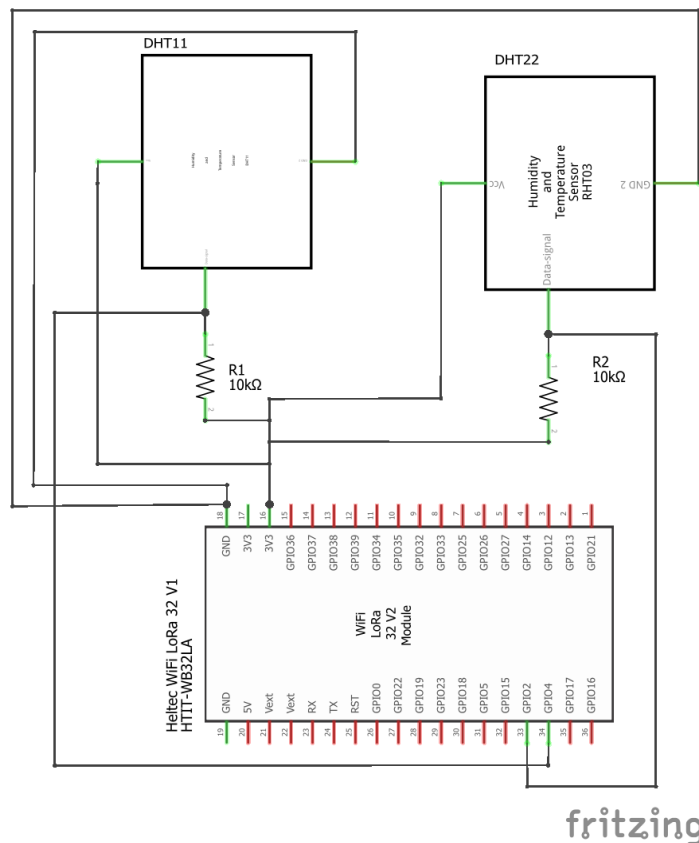 DHT11
DHT22
Humidity
and
Temperature
Sensor
Humidity
and
Temperature
Sensor
RHT03
Vcc
GND 2
Data-signal
1
R1
10kΩ
2
1
R2
10kΩ
2
18 17 16 15 14 13 12 11 10 9 8 7 6 5 4 3 2 1
GND 3V3 3V3 GPIO36 GPIO37 GPIO38 GPIO39 GPIO34 GPIO35 GPIO32 GPIO33 GPIO25 GPIO26 GPIO27 GPIO14 GPIO12 GPIO13 GPIO21
Heltec WiFi LoRa 32 V1
HTIT-WB32LA
WiFi
LoRa
32 V2
Module
GND 5V Vext Vext RX TX RST GPIO0 GPIO22 GPIO19 GPIO23 GPIO18 GPIO5 GPIO15 GPIO2 GPIO4 GPIO17 GPIO16
19 20 21 22 23 24 25 26 27 28 29 30 31 32 33 34 35 36
fritzing